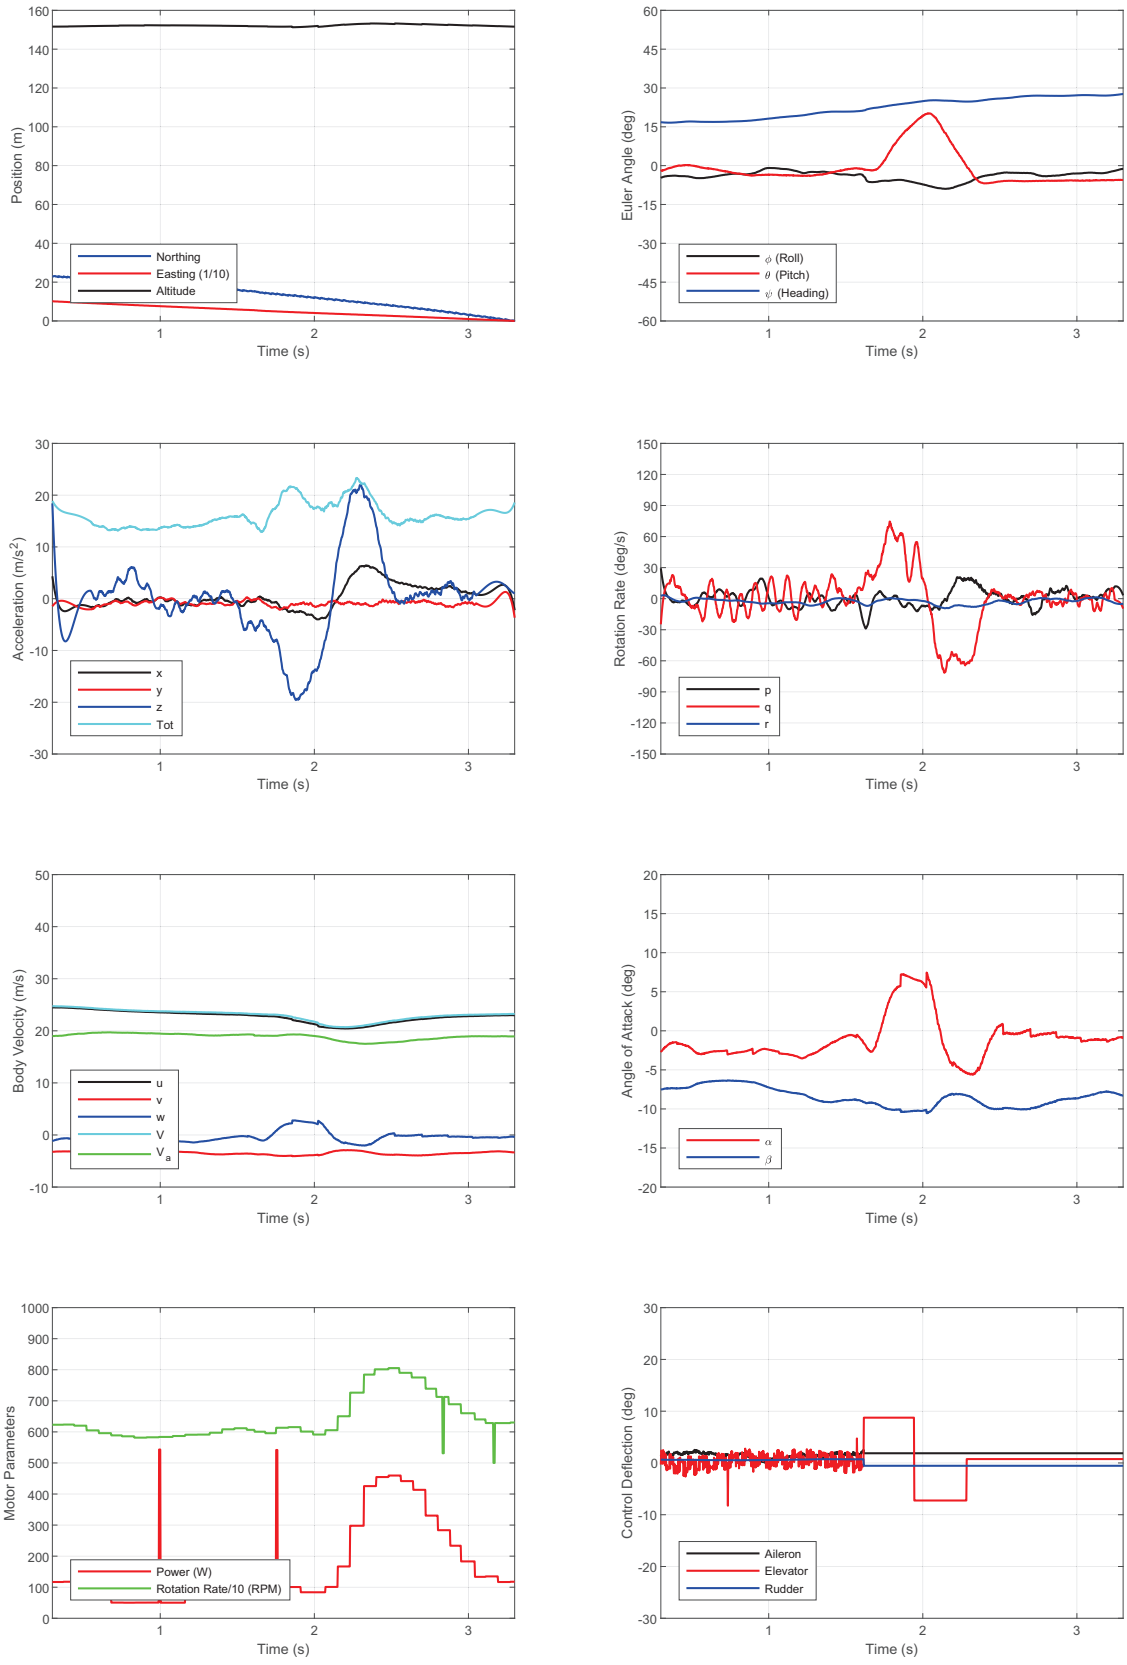 160
140
120
100
80
60
40
20
0
Position (m)
Northing
Easting (1/10)
Altitude
1
2
3
Time (s)
60
45
30
15
0
-15
-30
-45
-60
Euler Angle (deg)
ϕ (Roll)
θ (Pitch)
ψ (Heading)
1
2
3
Time (s)
30
20
10
0
-10
-20
-30
Acceleration (m/s²)
x
y
z
Tot
1
2
3
Time (s)
150
120
90
60
30
0
-30
-60
-90
-120
-150
Rotation Rate (deg/s)
p
q
r
1
2
3
Time (s)
50
40
30
20
10
0
-10
Body Velocity (m/s)
u
v
w
V
V_a
1
2
3
Time (s)
20
15
10
5
0
-5
-10
-15
-20
Angle of Attack (deg)
α
β
1
2
3
Time (s)
1000
900
800
700
600
500
400
300
200
100
0
Motor Parameters
Power (W)
Rotation Rate/10 (RPM)
1
2
3
Time (s)
30
20
10
0
-10
-20
-30
Control Deflection (deg)
Aileron
Elevator
Rudder
1
2
3
Time (s)